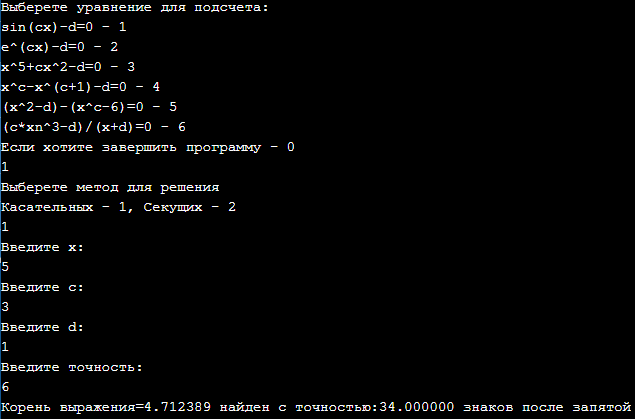 Выберете уравнение для подсчета:
sin(cx)-d=0 - 1
e^(cx)-d=0 - 2
x^5+cx^2-d=0 - 3
x^c-x^(c+1)-d=0 - 4
(x^2-d)-(x^c-6)=0 - 5
(c*xn^3-d)/(x+d)=0 - 6
Если хотите завершить программу - 0
1
Выберете метод для решения
Касательных - 1, Секущих - 2
1
Введите x:
5
Введите c:
3
Введите d:
1
Введите точность:
6
Корень выражения=4.712389 найден с точностью:34.000000 знаков после запятой